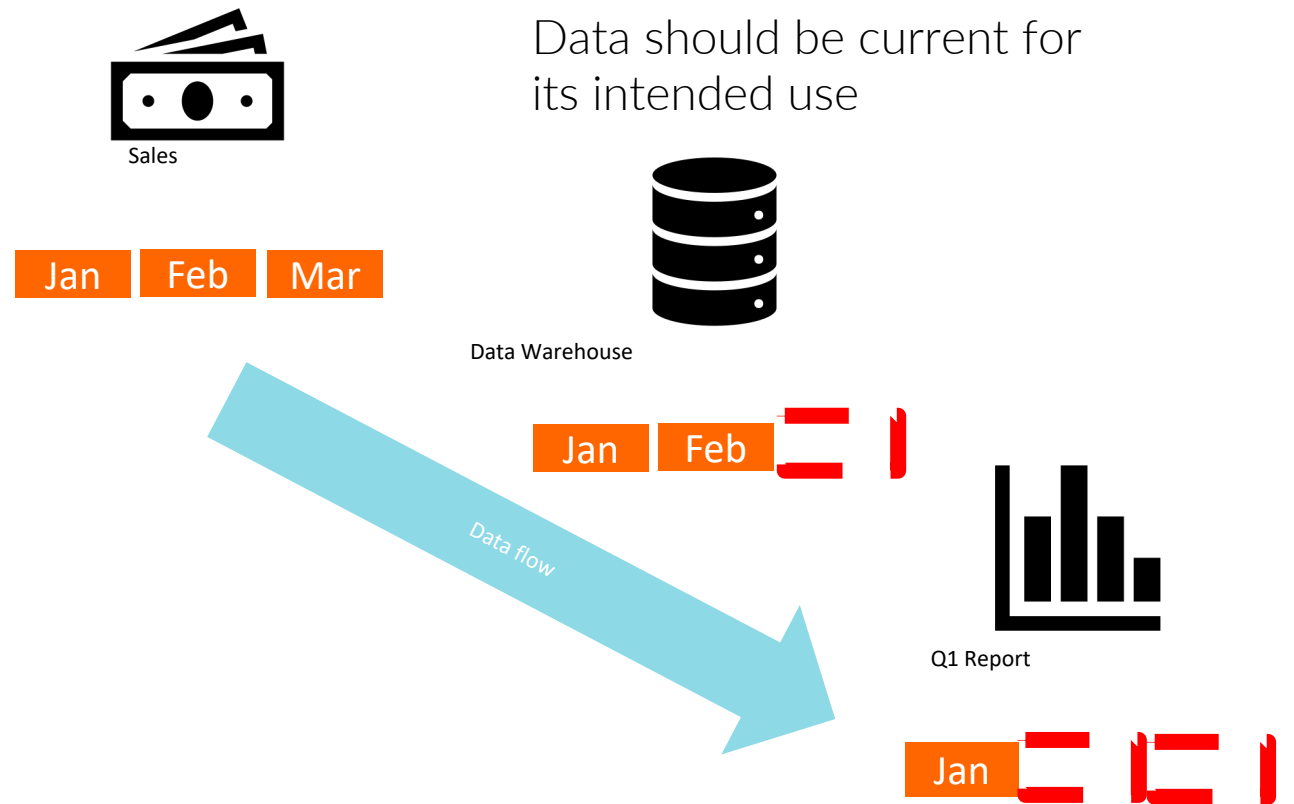 Data should be current for
its intended use
Sales
Jan Feb Mar
Data Warehouse
Jan Feb
Data flow
Q1 Report
Jan